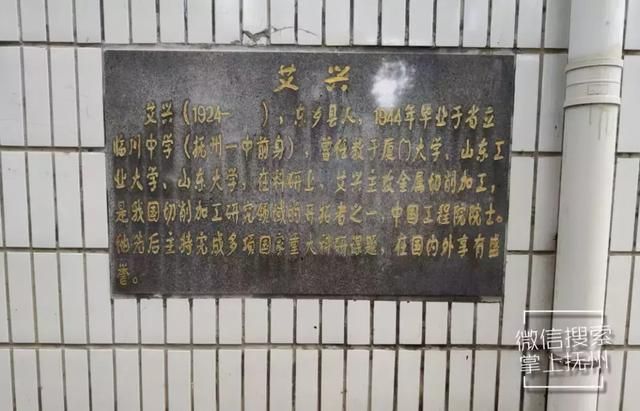 艾兴
艾兴（1924-　　），东乡县人，1944年毕业于省立
临川中学（抚州一中前身），曾任教于厦门大学、山东工
业大学、山东大学，在科研上，艾兴主攻金属切削加工，
是我国切削加工研究领域的开拓者之一，中国工程院院士。
他先后主持完成多项国家重大科研课题，在国内外享有盛
誉。
微信搜索
掌上抚州